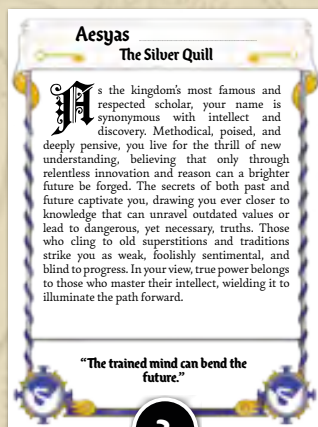 Aesyas
The Silver Quill
As the kingdom's most famous and
respected scholar, your name is
synonymous with intellect and
discovery. Methodical, poised, and
deeply pensive, you live for the thrill of new
understanding, believing that only through
relentless innovation and reason can a brighter
future be forged. The secrets of both past and
future captivate you, drawing you ever closer to
knowledge that can unravel outdated values or
lead to dangerous, yet necessary, truths. Those
who cling to old superstitions and traditions
strike you as weak, foolishly sentimental, and
blind to progress. In your view, true power belongs
to those who master their intellect, wielding it to
illuminate the path forward.
“The trained mind can bend the
future.”